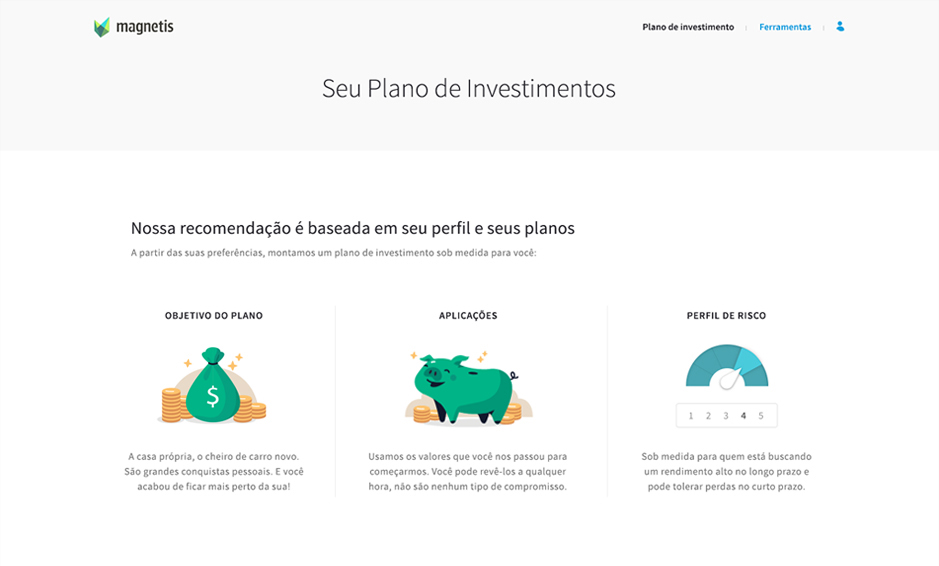 magnetis
Plano de investimento
Ferramentas
Seu Plano de Investimentos
Nossa recomendação é baseada em seu perfil e seus planos
A partir das suas preferências, montamos um plano de investimento sob medida para você:
OBJETIVO DO PLANO
$
A casa própria, o cheiro de carro novo.
São grandes conquistas pessoais. E você
acabou de ficar mais perto da sua!
APLICAÇÕES
Usamos os valores que você nos passou para
começarmos. Você pode revê-los a qualquer
hora, não são nenhum tipo de compromisso.
PERFIL DE RISCO
1 2 3 4 5
Sob medida para quem está buscando
um rendimento alto no longo prazo e
pode tolerar perdas no curto prazo.